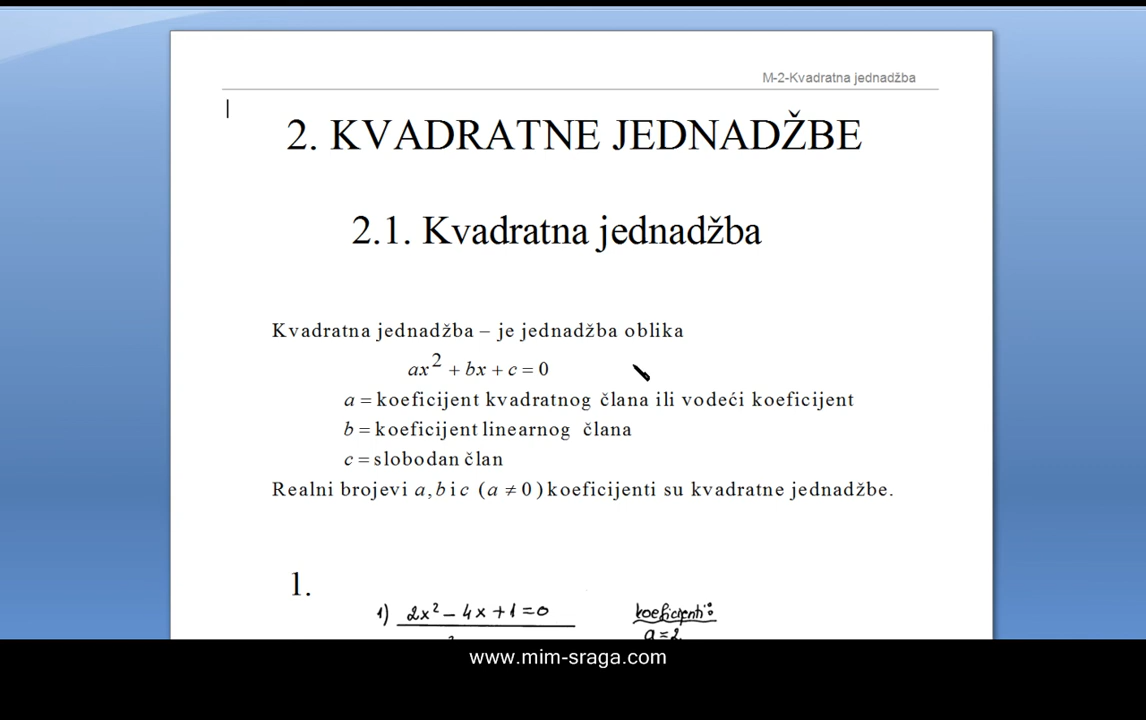 M-2-Kvadratna jednadžba
2. KVADRATNE JEDNADŽBE
2.1. Kvadratna jednadžba
Kvadratna jednadžba – je jednadžba oblika
ax² + bx + c = 0
a = koeficijent kvadratnog člana ili vodeći koeficijent
b = koeficijent linearnog člana
c = slobodan član
Realni brojevi a, b i c (a ≠ 0) koeficijenti su kvadratne jednadžbe.
1.
1) 2x² – 4x + 1 = 0 koeficijenti:
a = 2
www.mim-sraga.com